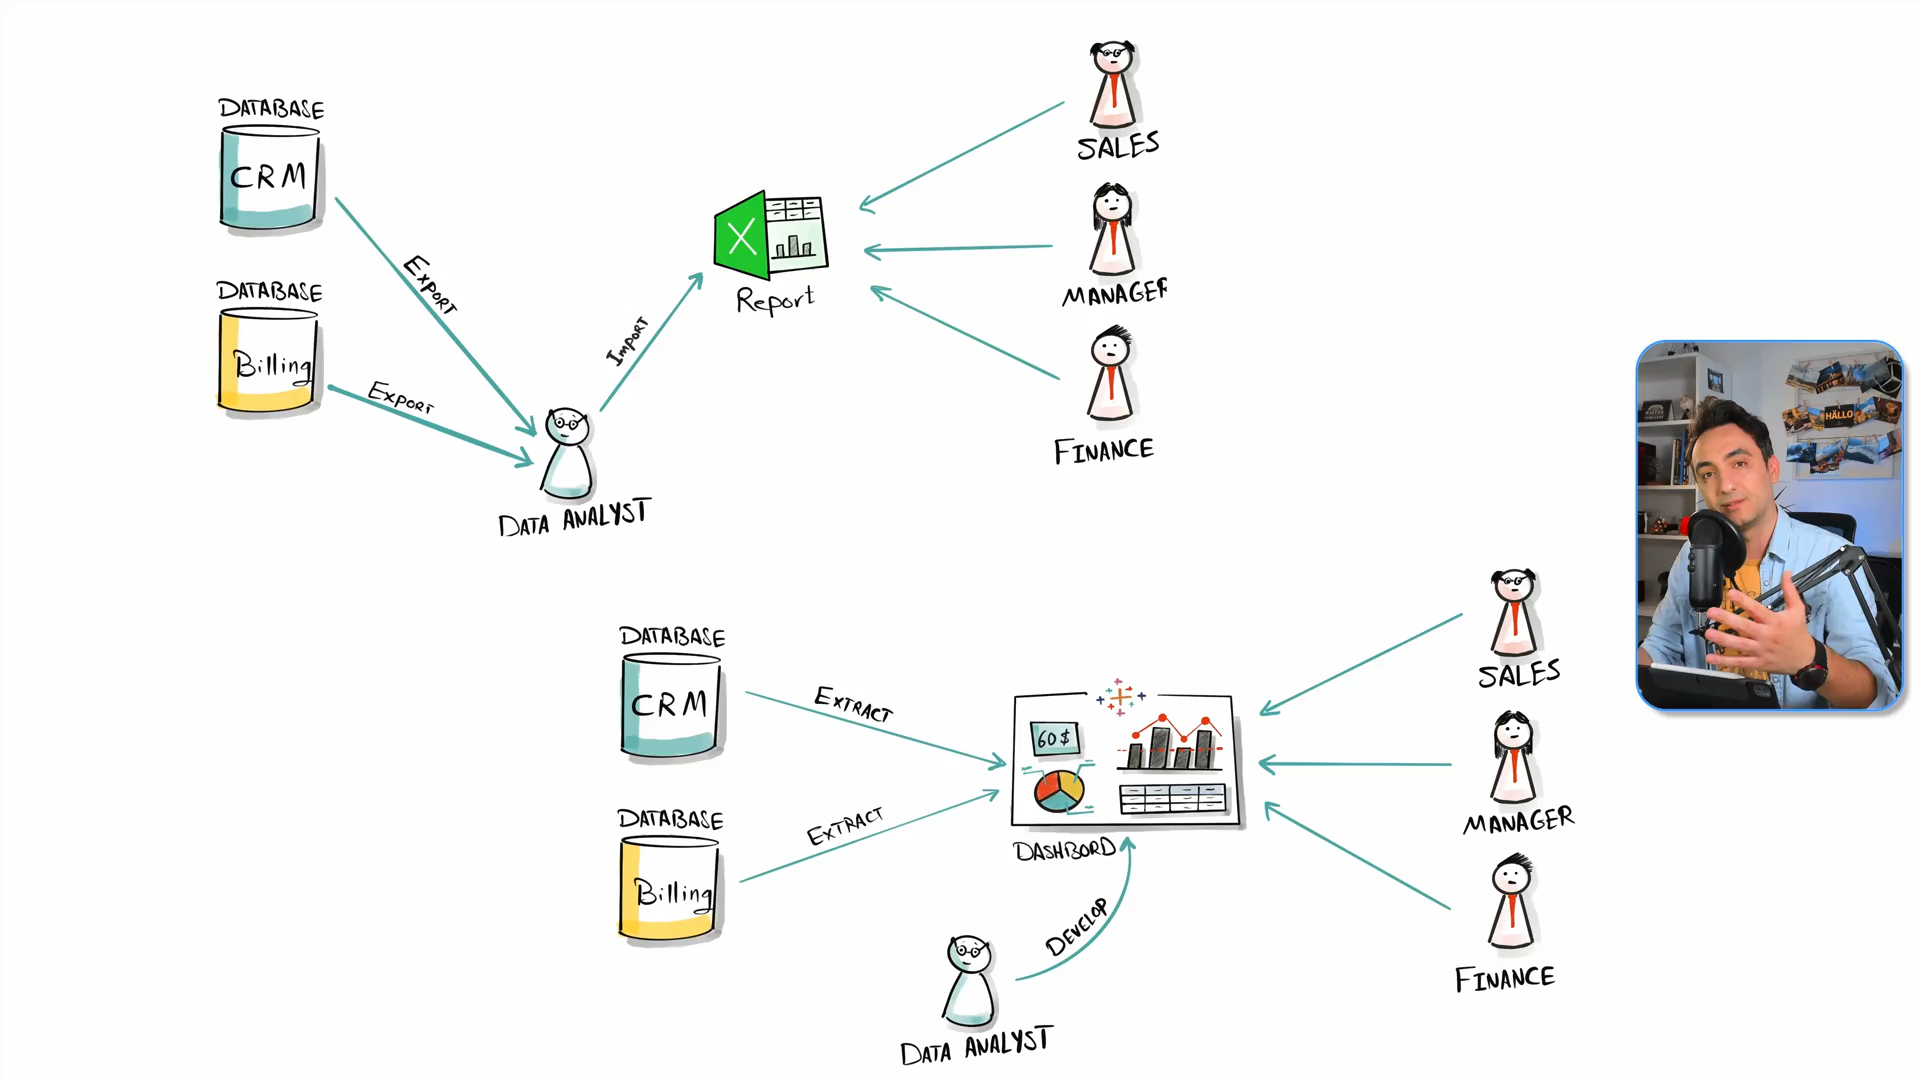 DATABASE
CRM
DATABASE
Billing
EXPORT
EXPORT
DATA ANALYST
IMPORT
X
Report
SALES
MANAGER
FINANCE
DATABASE
CRM
DATABASE
Billing
EXTRACT
EXTRACT
60$
DASHBORD
DEVELOP
DATA ANALYST
SALES
MANAGER
FINANCE
HÄLLO